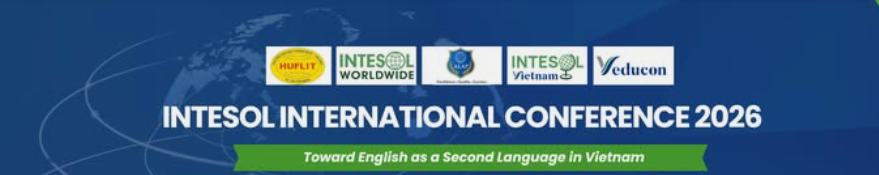 HUFLIT
INTESOL
WORLDWIDE
INTESOL
Vietnam
Veducon
INTESOL INTERNATIONAL CONFERENCE 2026
Toward English as a Second Language in Vietnam